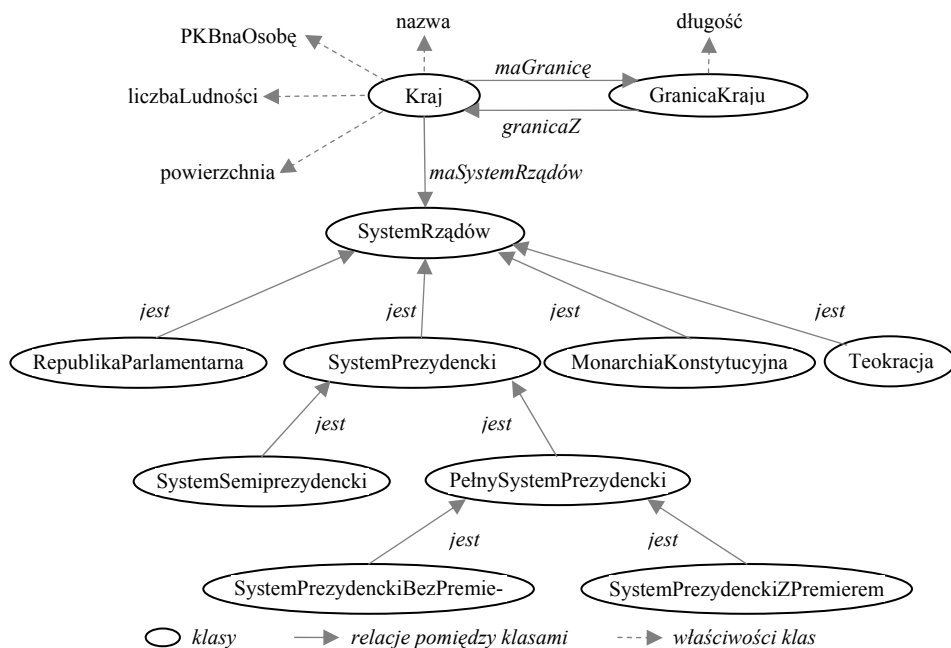 nazwa
długość
PKBnaOsobę
maGranicę
liczbaLudności
Kraj
GranicaKraju
granicaZ
powierzchnia
maSystemRządów
SystemRządów
jest
jest
jest
jest
RepublikaParlamentarna
SystemPrezydencki
MonarchiaKonstytucyjna
Teokracja
jest
jest
SystemSemiprezydencki
PełnySystemPrezydencki
jest
jest
SystemPrezydenckiBezPremie-
SystemPrezydenckiZPremierem
klasy
relacje pomiędzy klasami
właściwości klas